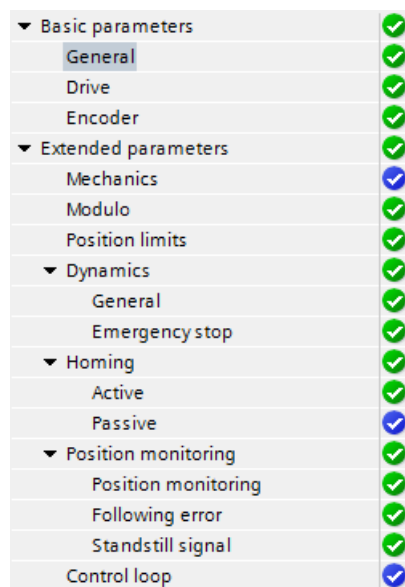 Basic parameters
General
Drive
Encoder
Extended parameters
Mechanics
Modulo
Position limits
Dynamics
General
Emergency stop
Homing
Active
Passive
Position monitoring
Position monitoring
Following error
Standstill signal
Control loop